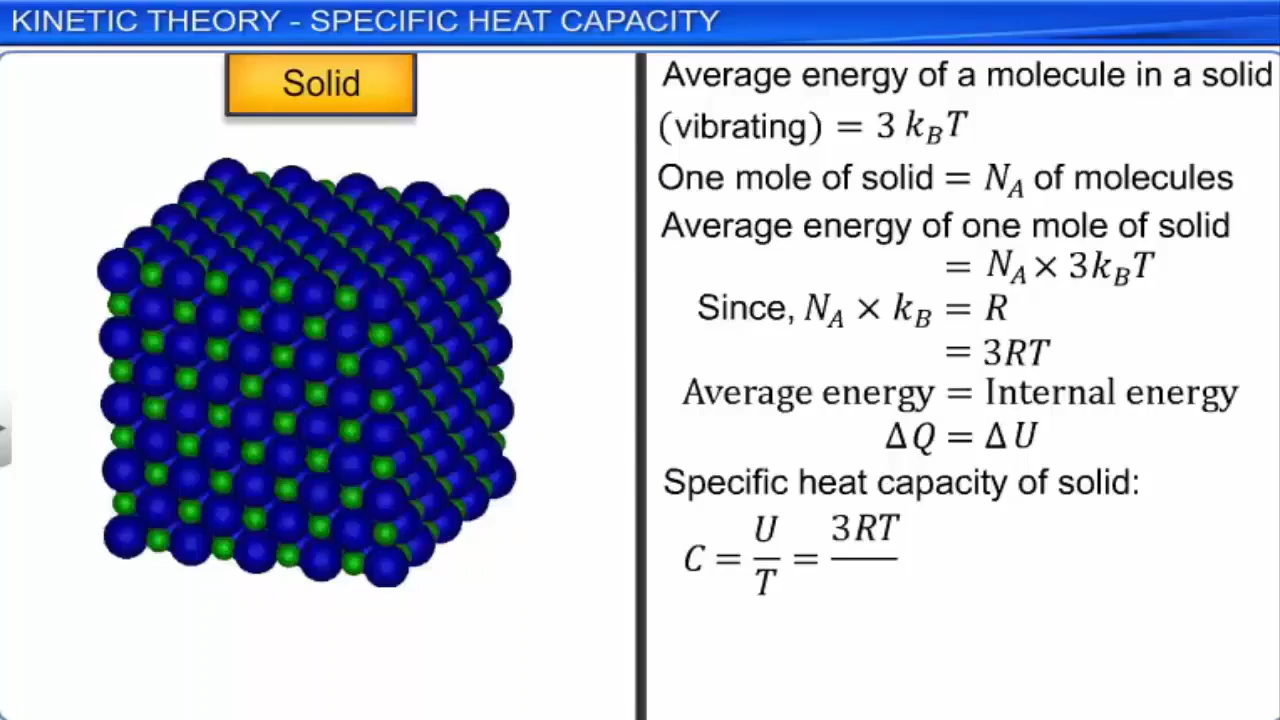 KINETIC THEORY - SPECIFIC HEAT CAPACITY
Solid
Average energy of a molecule in a solid
(vibrating) = 3 k_BT
One mole of solid = N_A of molecules
Average energy of one mole of solid
= N_A × 3k_BT
Since, N_A × k_B = R
= 3RT
Average energy = Internal energy
ΔQ = ΔU
Specific heat capacity of solid:
C = U/T = 3RT/